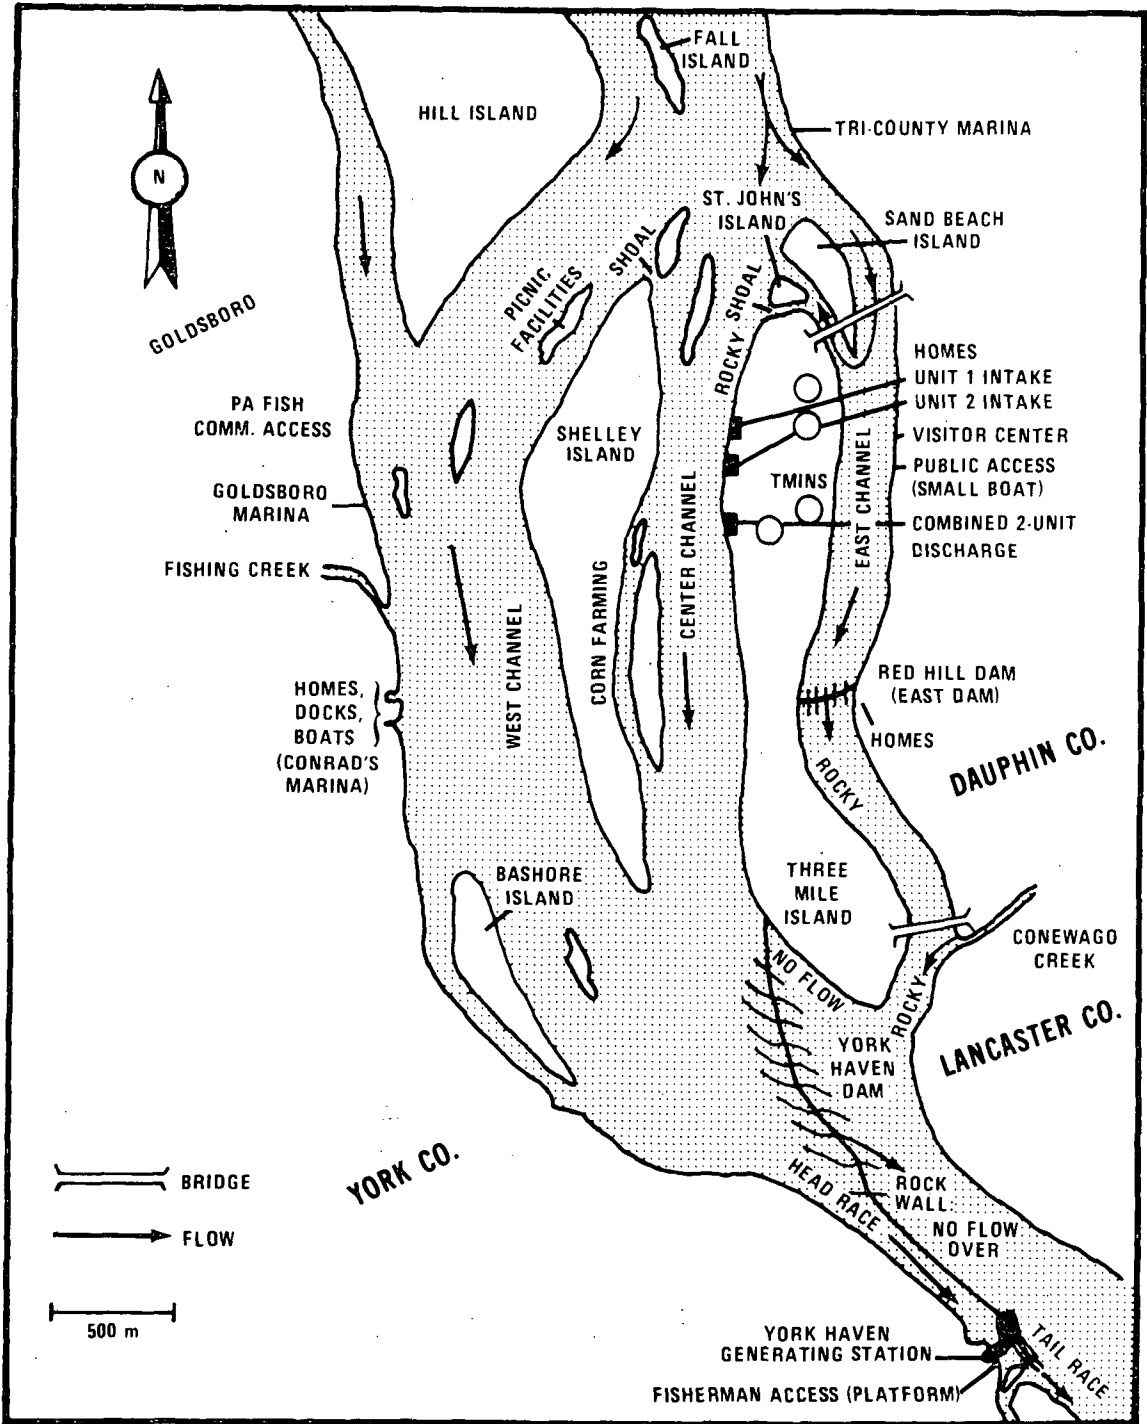 FALL
ISLAND
HILL ISLAND
TRI-COUNTY MARINA
N
ST. JOHN'S
ISLAND
SAND BEACH
ISLAND
SHOAL
PICNIC
FACILITIES
ROCKY SHOAL
GOLDSBORO
HOMES
UNIT 1 INTAKE
UNIT 2 INTAKE
PA FISH
COMM. ACCESS
SHELLEY
ISLAND
VISITOR CENTER
PUBLIC ACCESS
(SMALL BOAT)
TMINS
GOLDSBORO
MARINA
CENTER CHANNEL
EAST CHANNEL
COMBINED 2-UNIT
DISCHARGE
FISHING CREEK
CORN FARMING
WEST CHANNEL
HOMES,
DOCKS,
BOATS
(CONRAD'S
MARINA)
RED HILL DAM
(EAST DAM)
HOMES
ROCKY
DAUPHIN CO.
BASHORE
ISLAND
THREE
MILE
ISLAND
CONEWAGO
CREEK
NO FLOW
ROCKY
LANCASTER CO.
YORK
HAVEN
DAM
YORK CO.
BRIDGE
FLOW
500 m
HEAD RACE
ROCK
WALL:
NO FLOW
OVER
YORK HAVEN
GENERATING STATION
TAIL RACE
FISHERMAN ACCESS (PLATFORM)